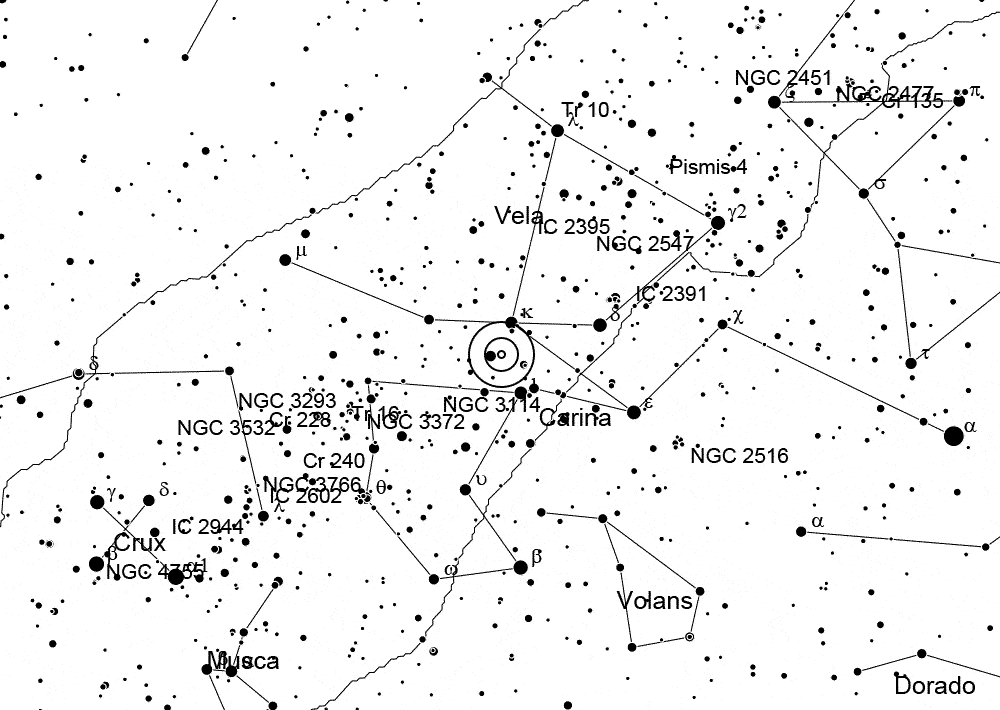 NGC 2451
ζ
NGC 2477
Cr 135
π
Tr 10
λ
Pismis 4
σ
Vela
IC 2395
γ2
NGC 2547
μ
IC 2391
κ
δ
χ
τ
δ
ι
ε
NGC 3293
Cr 228
Tr 16
NGC 3372
NGC 3114
Carina
NGC 3532
α
NGC 2516
Cr 240
NGC 3766
IC 2602
θ
υ
λ
γ
δ
IC 2944
α
Crux
β
NGC 4755
α1
ω
β
Volans
Musca
β
α
Dorado